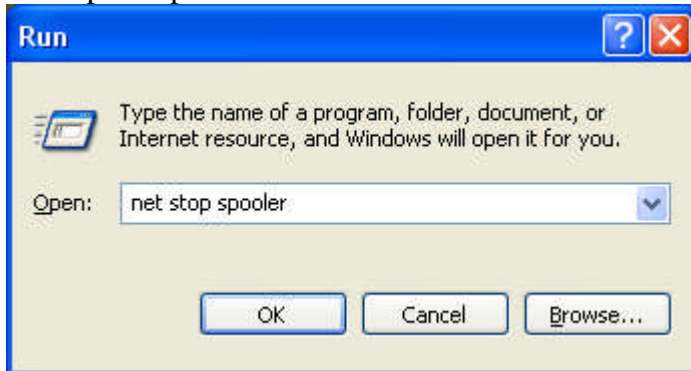 Run
Type the name of a program, folder, document, or
Internet resource, and Windows will open it for you.
Open: net stop spooler
OK Cancel Browse...